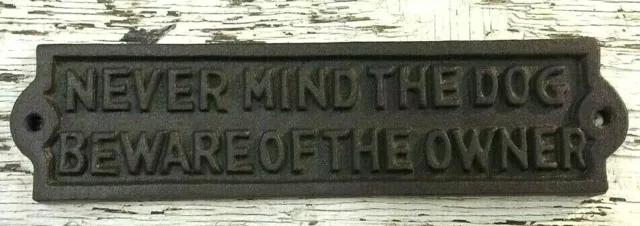 NEVER MIND THE DOG
BEWARE OF THE OWNER